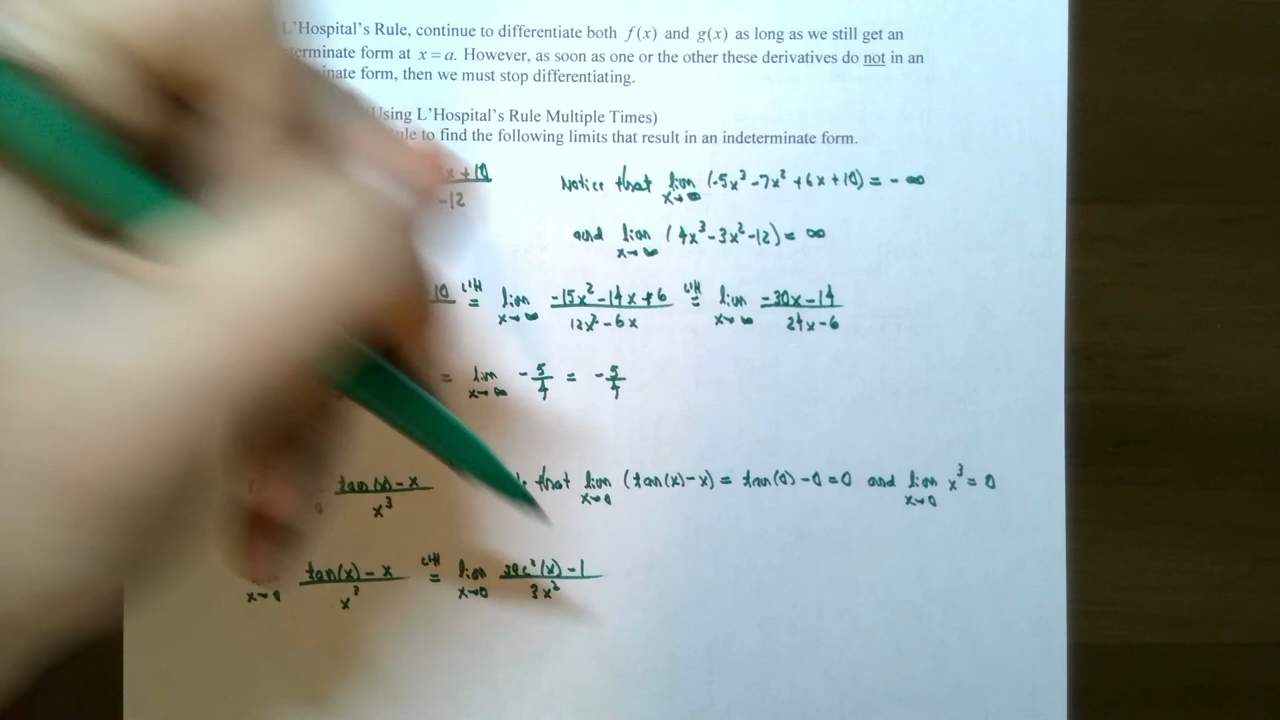 L'Hospital's Rule, continue to differentiate both f(x) and g(x) as long as we still get an
terminate form at x = a. However, as soon as one or the other these derivatives do not in an
inate form, then we must stop differentiating.
Using L'Hospital's Rule Multiple Times)
ule to find the following limits that result in an indeterminate form.
x + 10 / -12 Notice that lim x→∞ (-5x³ - 7x² + 6x + 10) = -∞
and lim x→∞ (4x³ - 3x² - 12) = ∞
10 L'H = lim x→∞ (-15x² - 14x + 6) / (12x² - 6x) L'H = lim x→∞ (-30x - 14) / (24x - 6)
= lim x→∞ -5/4 = -5/4
tan(x) - x / x³ that lim x→0 (tan(x) - x) = tan(0) - 0 = 0 and lim x→0 x³ = 0
x→0 tan(x) - x / x³ L'H = lim x→0 sec²(x) - 1 / 3x²